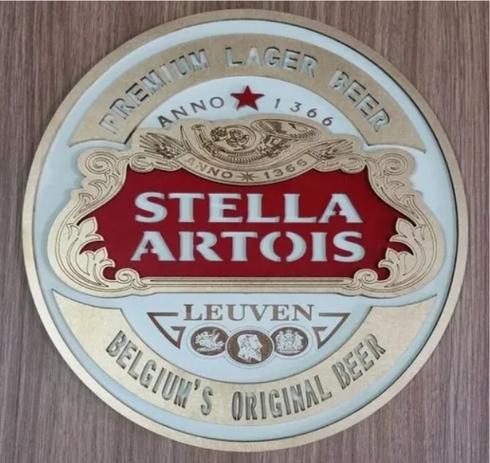 PREMIUM LAGER BEER
ANNO ★ 1366
ANNO ✶ 1366
STELLA
ARTOIS
LEUVEN
BELGIUM'S ORIGINAL BEER